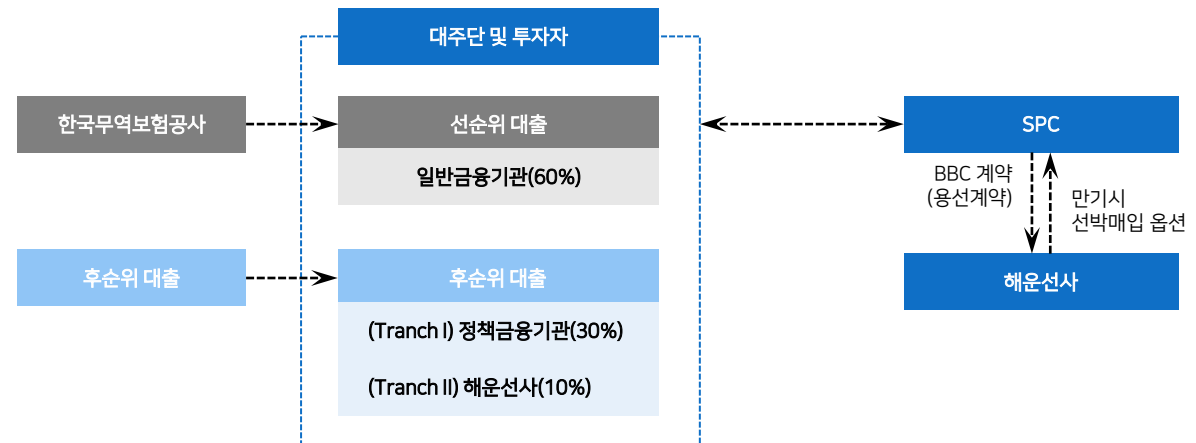 대주단 및 투자자
한국무역보험공사
선순위 대출
일반금융기관(60%)
후순위 대출
후순위 대출
(Tranch I) 정책금융기관(30%)
(Tranch II) 해운선사(10%)
SPC
BBC 계약
(용선계약)
만기시
선박매입 옵션
해운선사